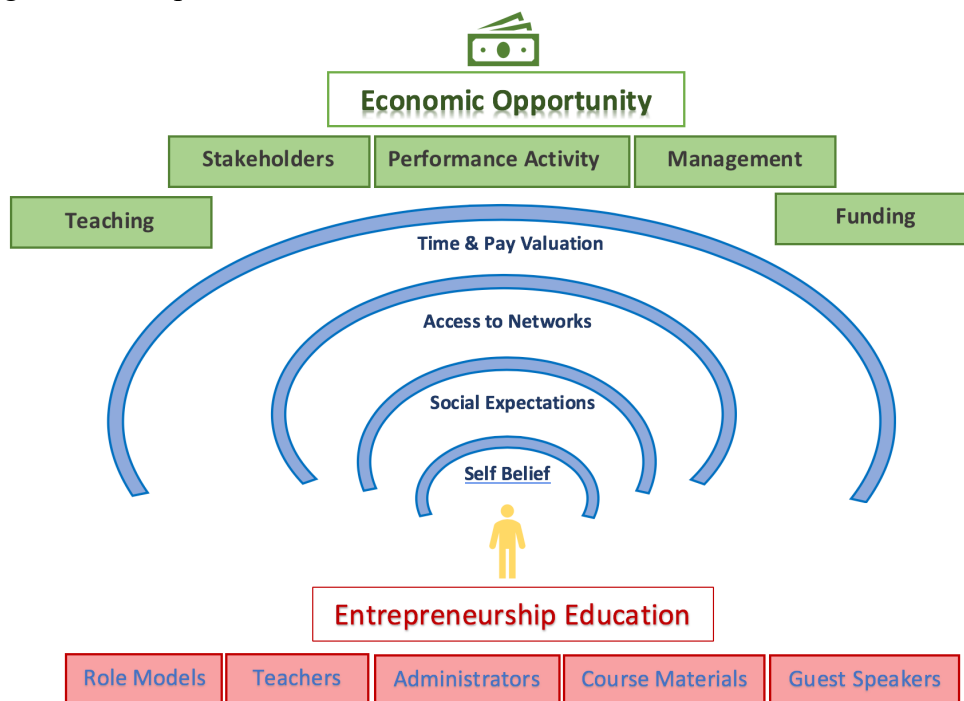 Economic Opportunity
Stakeholders
Performance Activity
Management
Teaching
Funding
Time & Pay Valuation
Access to Networks
Social Expectations
Self Belief
Entrepreneurship Education
Role Models
Teachers
Administrators
Course Materials
Guest Speakers